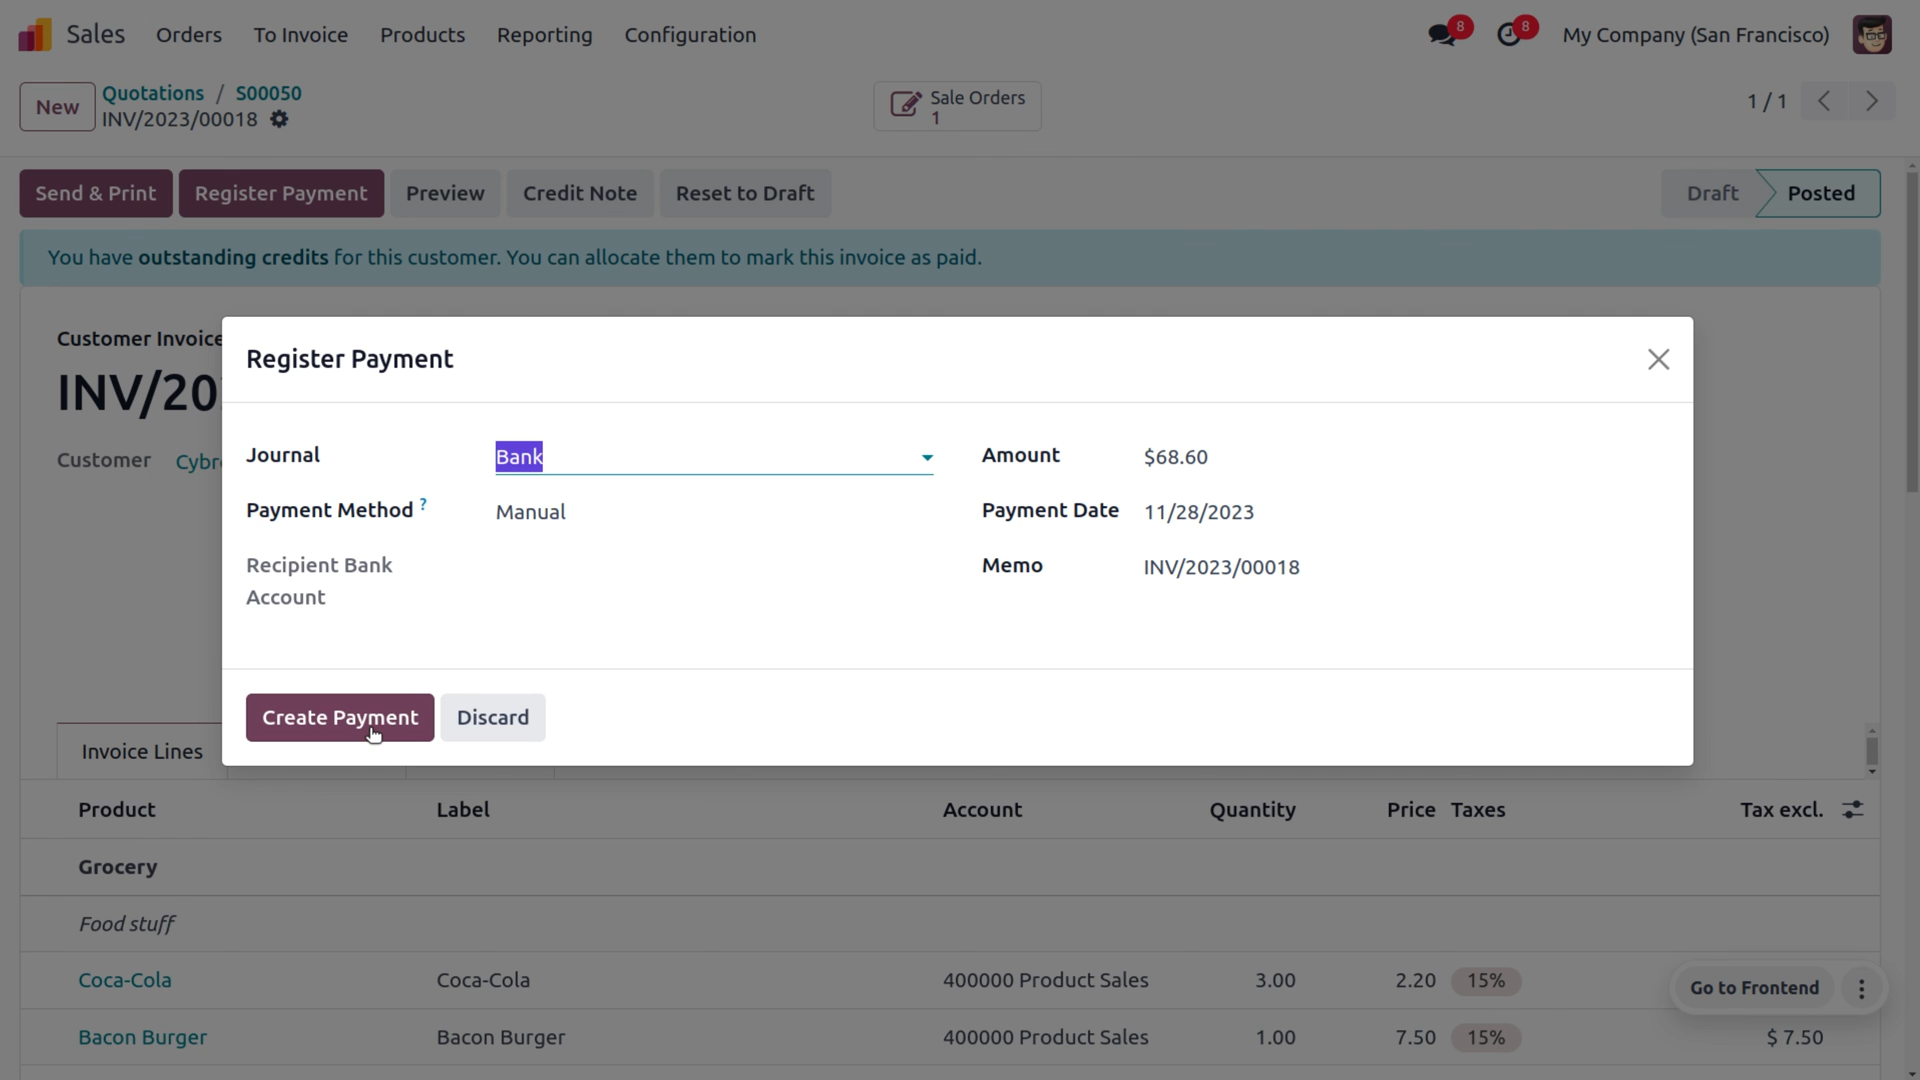 Sales Orders To Invoice Products Reporting Configuration 8 8 My Company (San Francisco)
New Quotations / S00050
INV/2023/00018
Sale Orders
1
1 / 1
Send & Print Register Payment Preview Credit Note Reset to Draft Draft Posted
You have outstanding credits for this customer. You can allocate them to mark this invoice as paid.
Customer Invoice
INV/20
Customer Cybr
Register Payment
Journal Bank Amount $68.60
Payment Method ? Manual Payment Date 11/28/2023
Recipient Bank
Account
Memo INV/2023/00018
Create Payment Discard
Invoice Lines
Product Label Account Quantity Price Taxes Tax excl.
Grocery
Food stuff
Coca-Cola Coca-Cola 400000 Product Sales 3.00 2.20 15%
Go to Frontend
Bacon Burger Bacon Burger 400000 Product Sales 1.00 7.50 15% $ 7.50